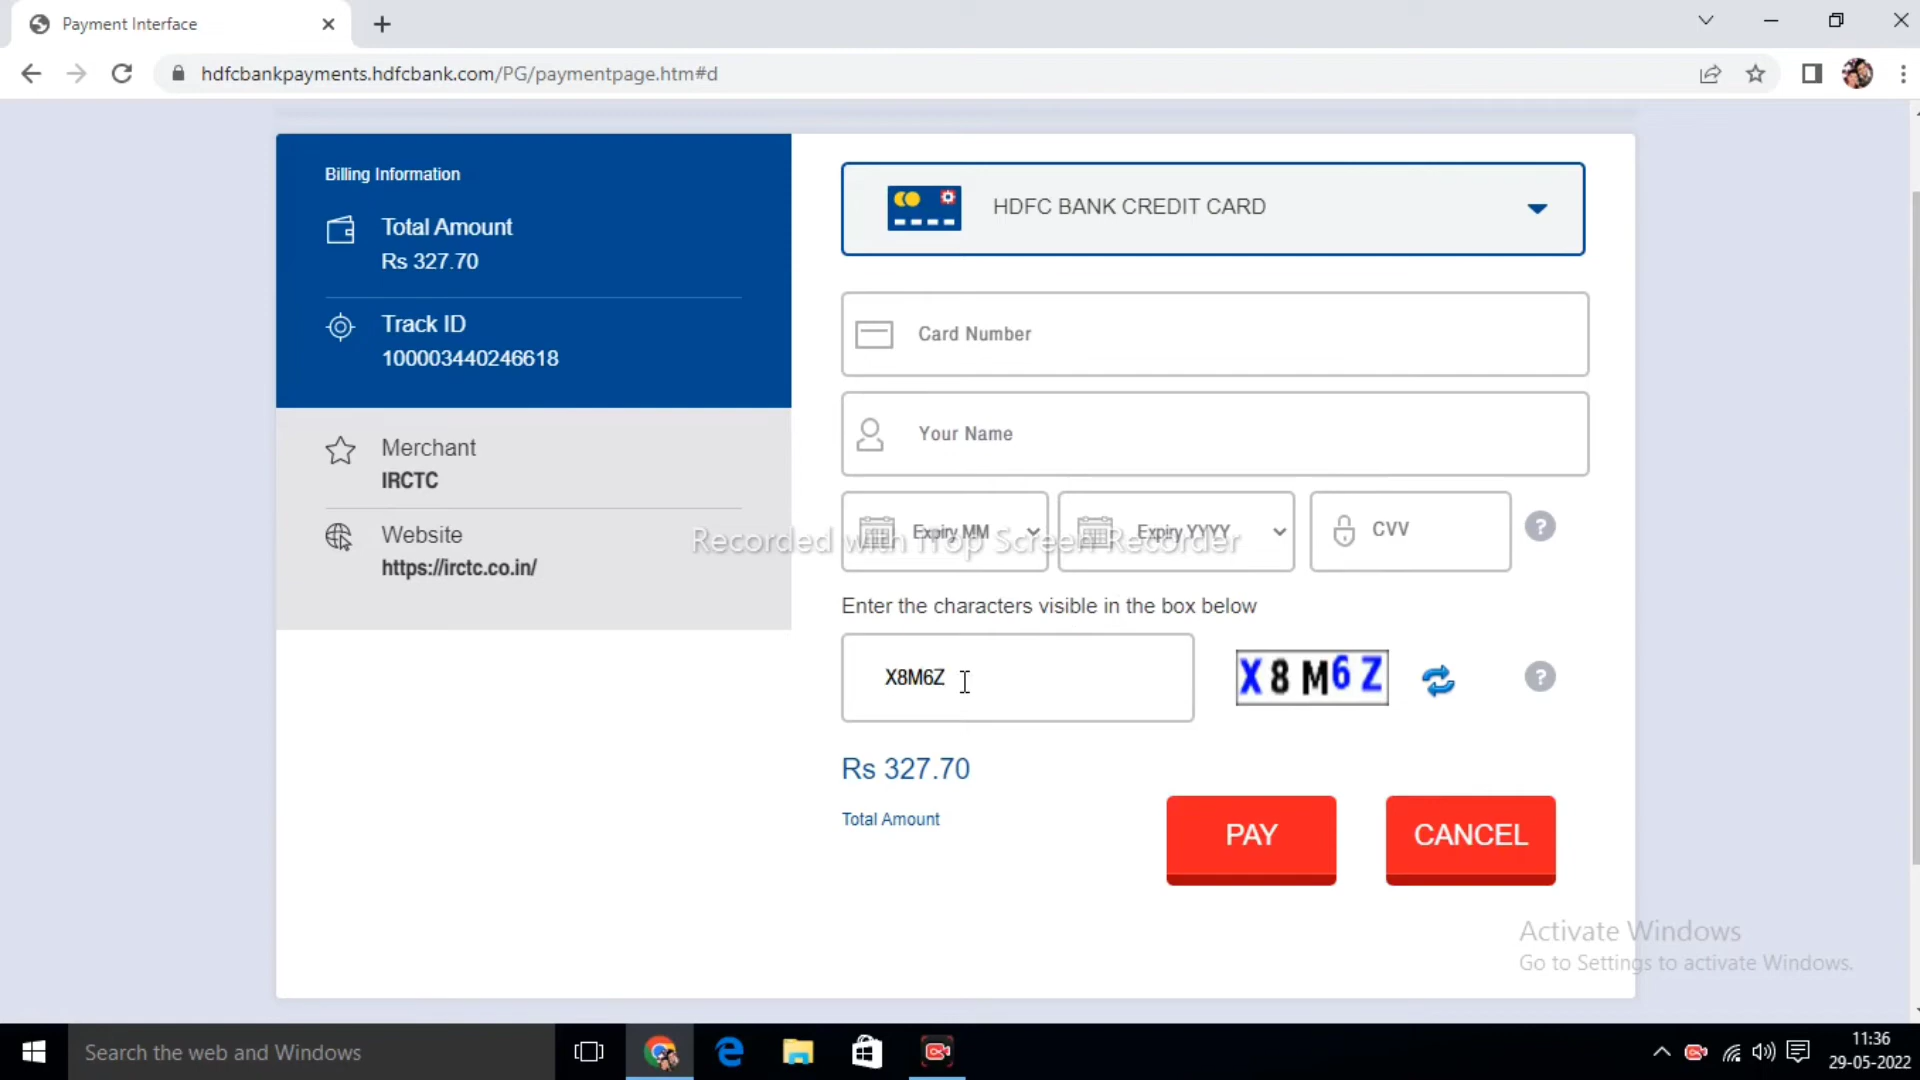 Payment Interface
hdfcbankpayments.hdfcbank.com/PG/paymentpage.htm#d
Billing Information
Total Amount
Rs 327.70
Track ID
100003440246618
Merchant
IRCTC
Website
https://irctc.co.in/
HDFC BANK CREDIT CARD
Card Number
Your Name
Expiry MM
Expiry YYYY
CVV
?
Recorded with iTop Screen Recorder
Enter the characters visible in the box below
X8M6Z
X 8 M6 Z
?
Rs 327.70
Total Amount
PAY
CANCEL
Activate Windows
Go to Settings to activate Windows.
Search the web and Windows
11:36
29-05-2022